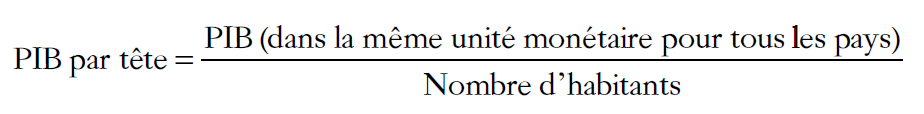 PIB par tête = PIB (dans la même unité monétaire pour tous les pays)
Nombre d'habitants